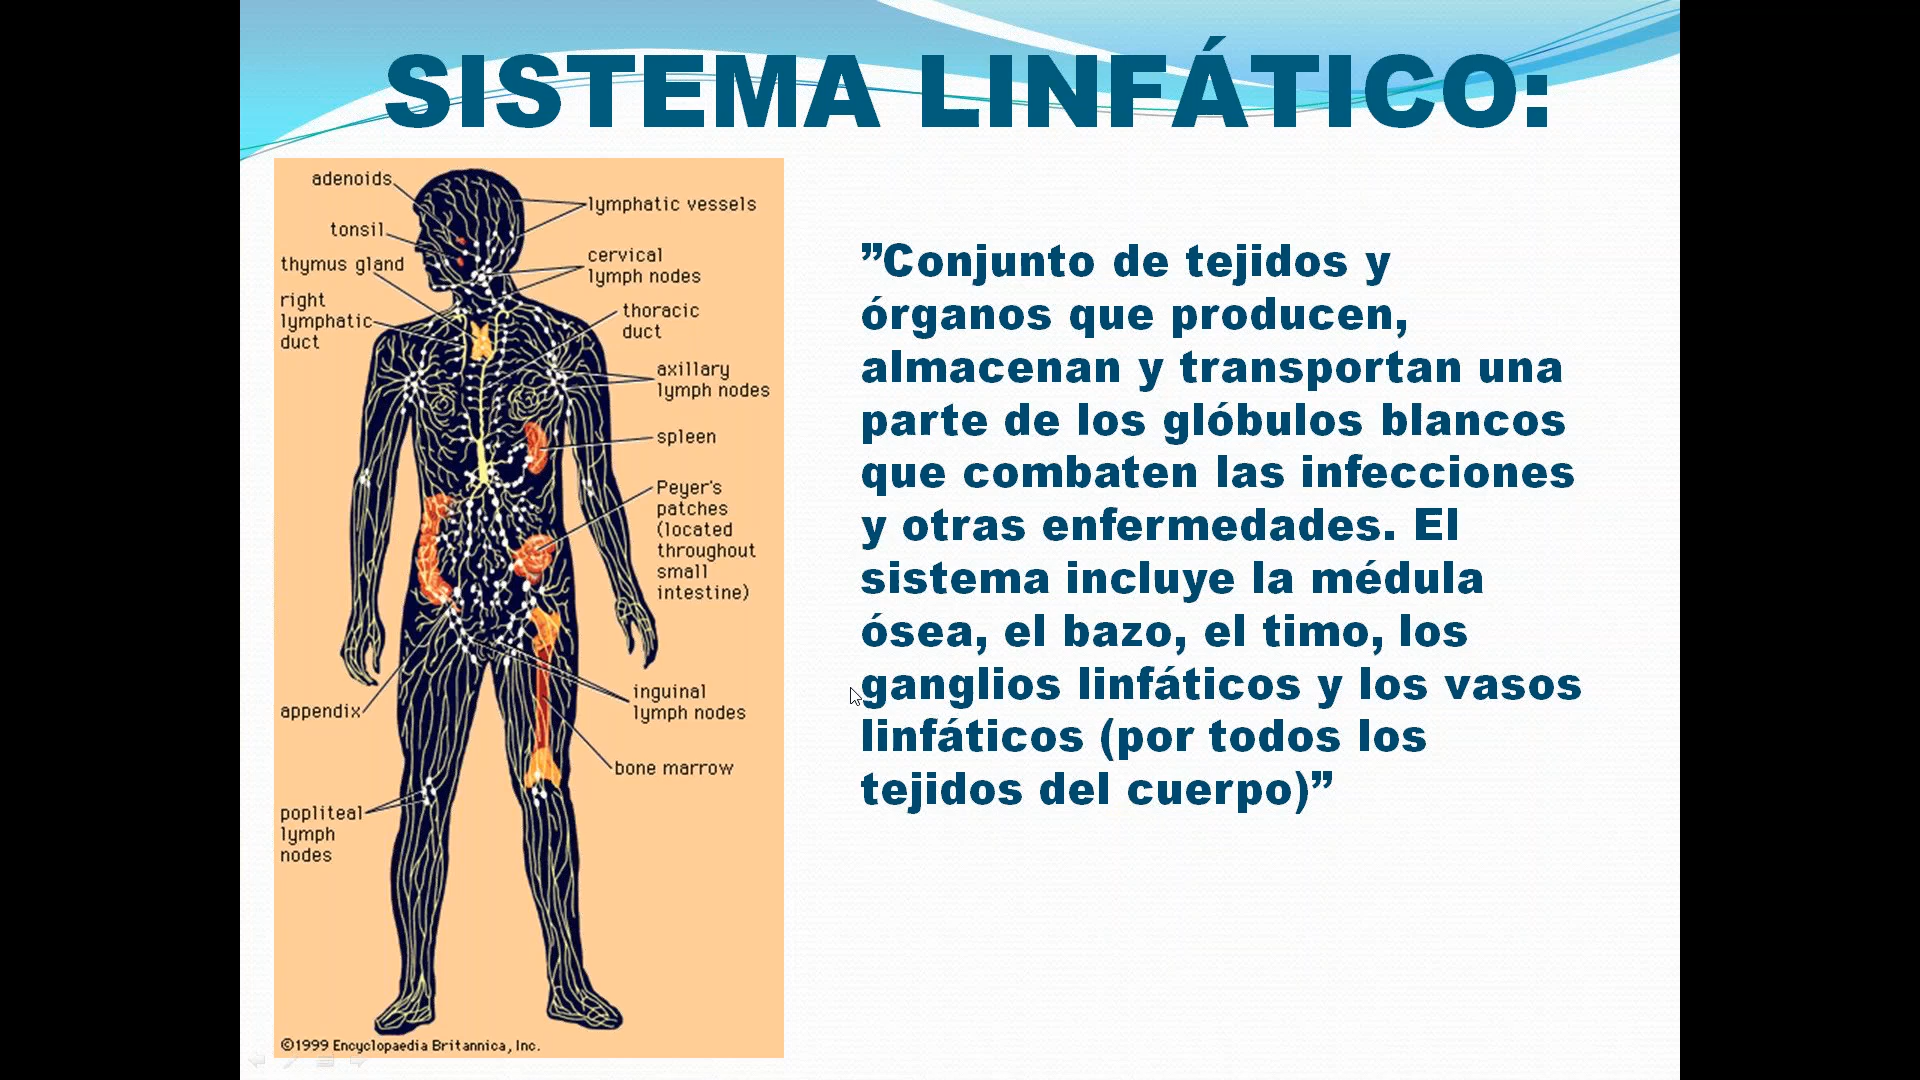 SISTEMA LINFÁTICO:
adenoids
lymphatic vessels
tonsil
cervical
lymph nodes
thymus gland
right
lymphatic
duct
thoracic
duct
axillary
lymph nodes
spleen
Peyer's
patches
(located
throughout
small
intestine)
inguinal
lymph nodes
appendix
bone marrow
popliteal
lymph
nodes
©1999 Encyclopaedia Britannica, Inc.
”Conjunto de tejidos y
órganos que producen,
almacenan y transportan una
parte de los glóbulos blancos
que combaten las infecciones
y otras enfermedades. El
sistema incluye la médula
ósea, el bazo, el timo, los
ganglios linfáticos y los vasos
linfáticos (por todos los
tejidos del cuerpo)”